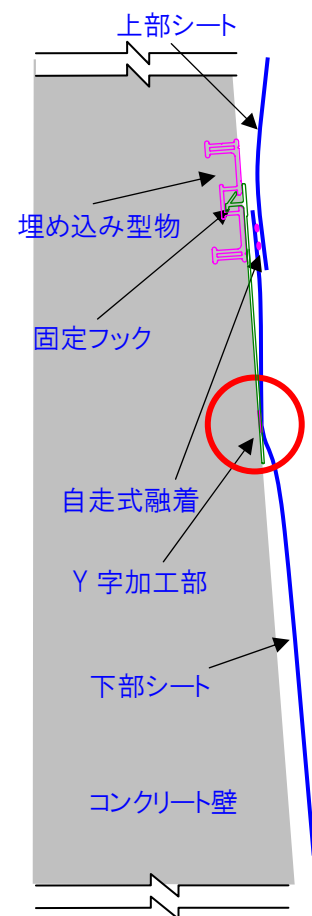 上部シート
埋め込み型物
固定フック
自走式融着
Y字加工部
下部シート
コンクリート壁